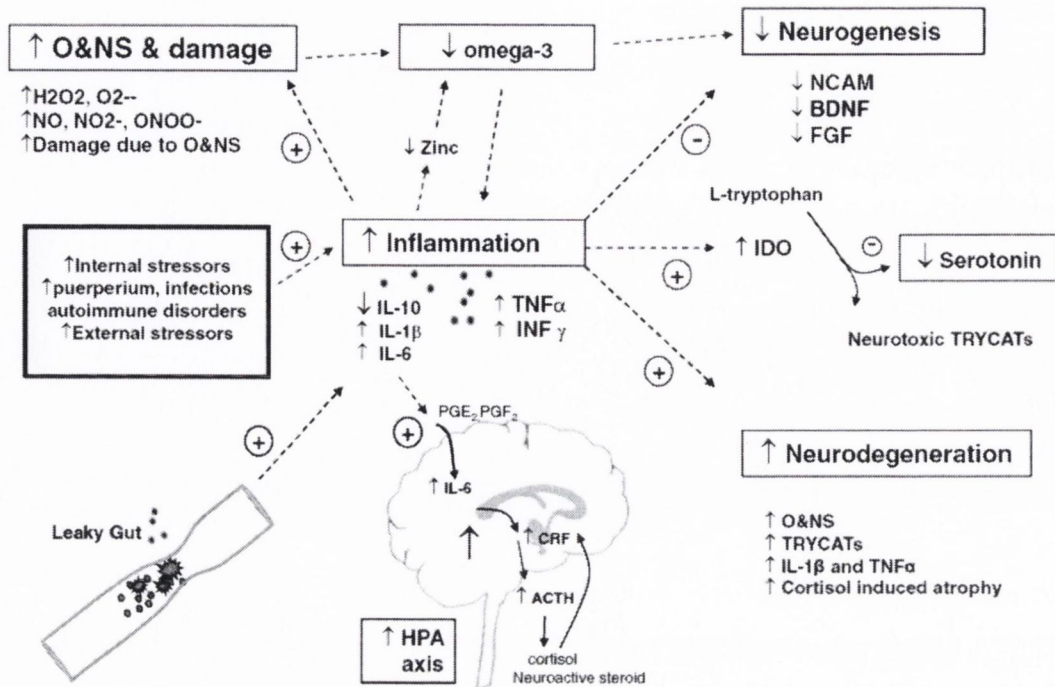 ↑ O&NS & damage
↑H2O2, O2--
↑NO, NO2-, ONOO-
↑Damage due to O&NS
↓ omega-3
↓ Neurogenesis
↓ NCAM
↓ BDNF
↓ FGF
↓ Zinc
+
−
L-tryptophan
↑Internal stressors
↑puerperium, infections
autoimmune disorders
↑External stressors
+
↑ Inflammation
↓ IL-10
↑ IL-1β
↑ IL-6
↑ TNFα
↑ INF γ
+
↑ IDO
−
↓ Serotonin
Neurotoxic TRYCATs
+
+
Leaky Gut
+
PGE₂ PGF₂
↑ IL-6
↑
↑ CRF
↑ ACTH
cortisol
Neuroactive steroid
↑ HPA
axis
↑ Neurodegeneration
↑ O&NS
↑ TRYCATs
↑ IL-1β and TNFα
↑ Cortisol induced atrophy